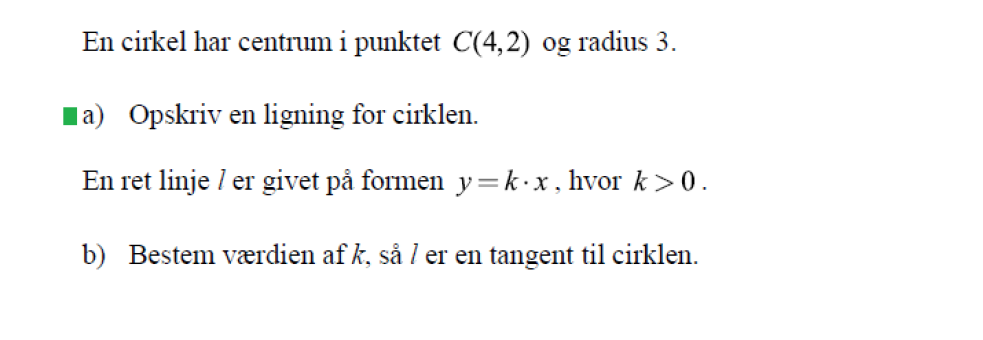 En cirkel har centrum i punktet C(4,2) og radius 3.
a) Opskriv en ligning for cirklen.
En ret linje l er givet på formen y = k · x , hvor k > 0 .
b) Bestem værdien af k, så l er en tangent til cirklen.